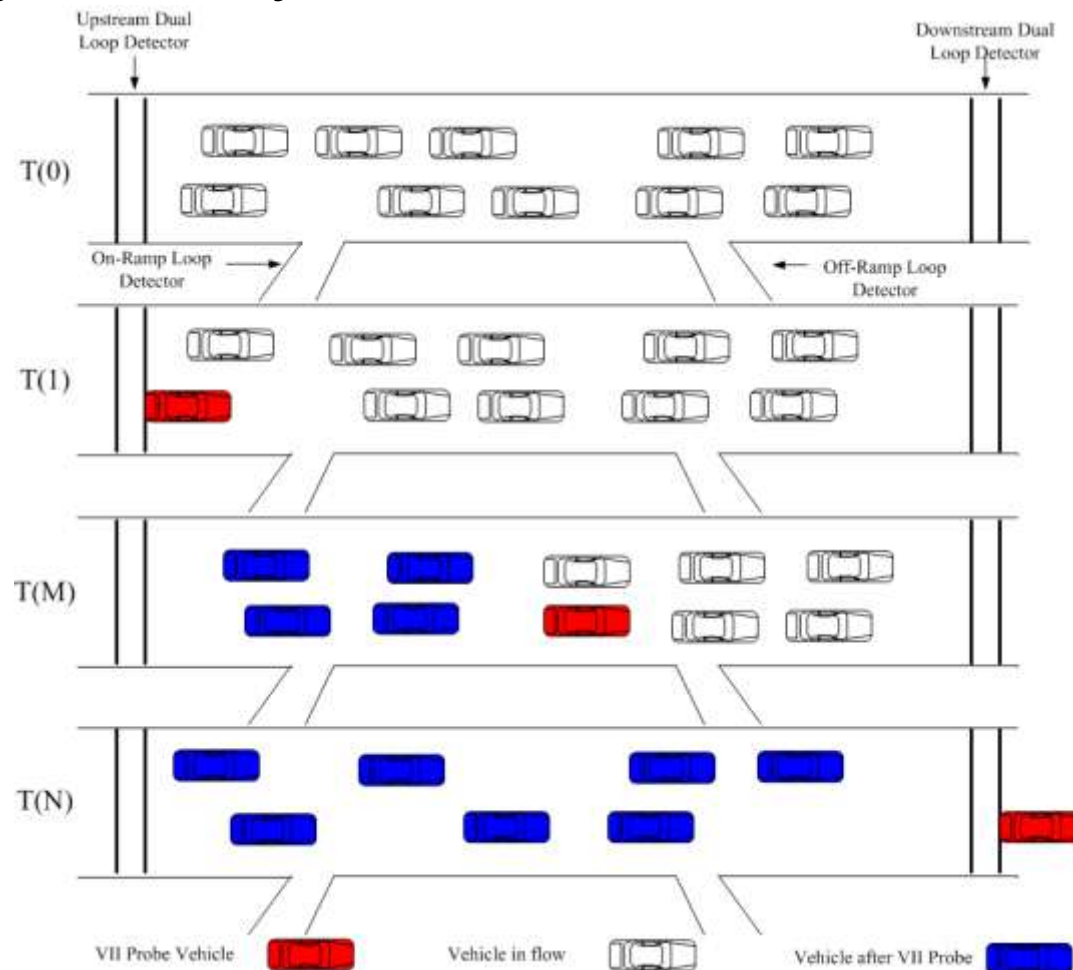 Upstream Dual
Loop Detector
Downstream Dual
Loop Detector
T(0)
On-Ramp Loop
Detector
Off-Ramp Loop
Detector
T(1)
T(M)
T(N)
VII Probe Vehicle
Vehicle in flow
Vehicle after VII Probe